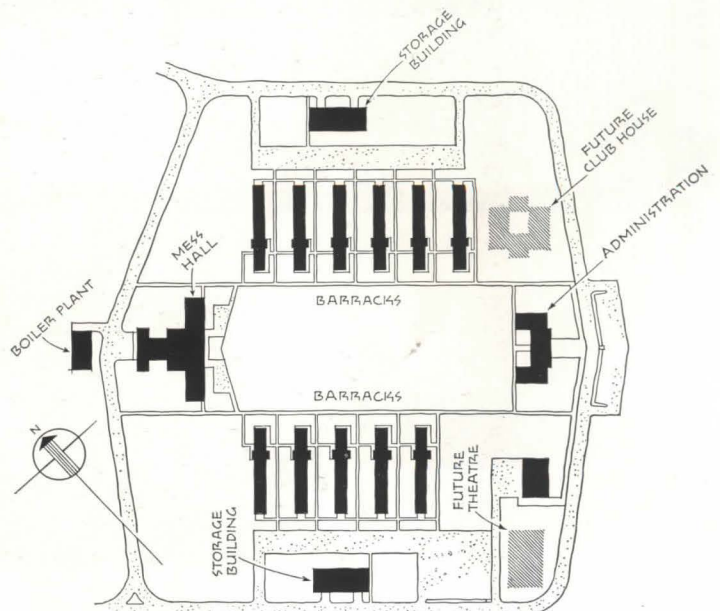 STORAGE
BUILDING
FUTURE
CLUB HOUSE
ADMINISTRATION
MESS
HALL
BOILER PLANT
BARRACKS
BARRACKS
N
FUTURE
THEATRE
STORAGE
BUILDING